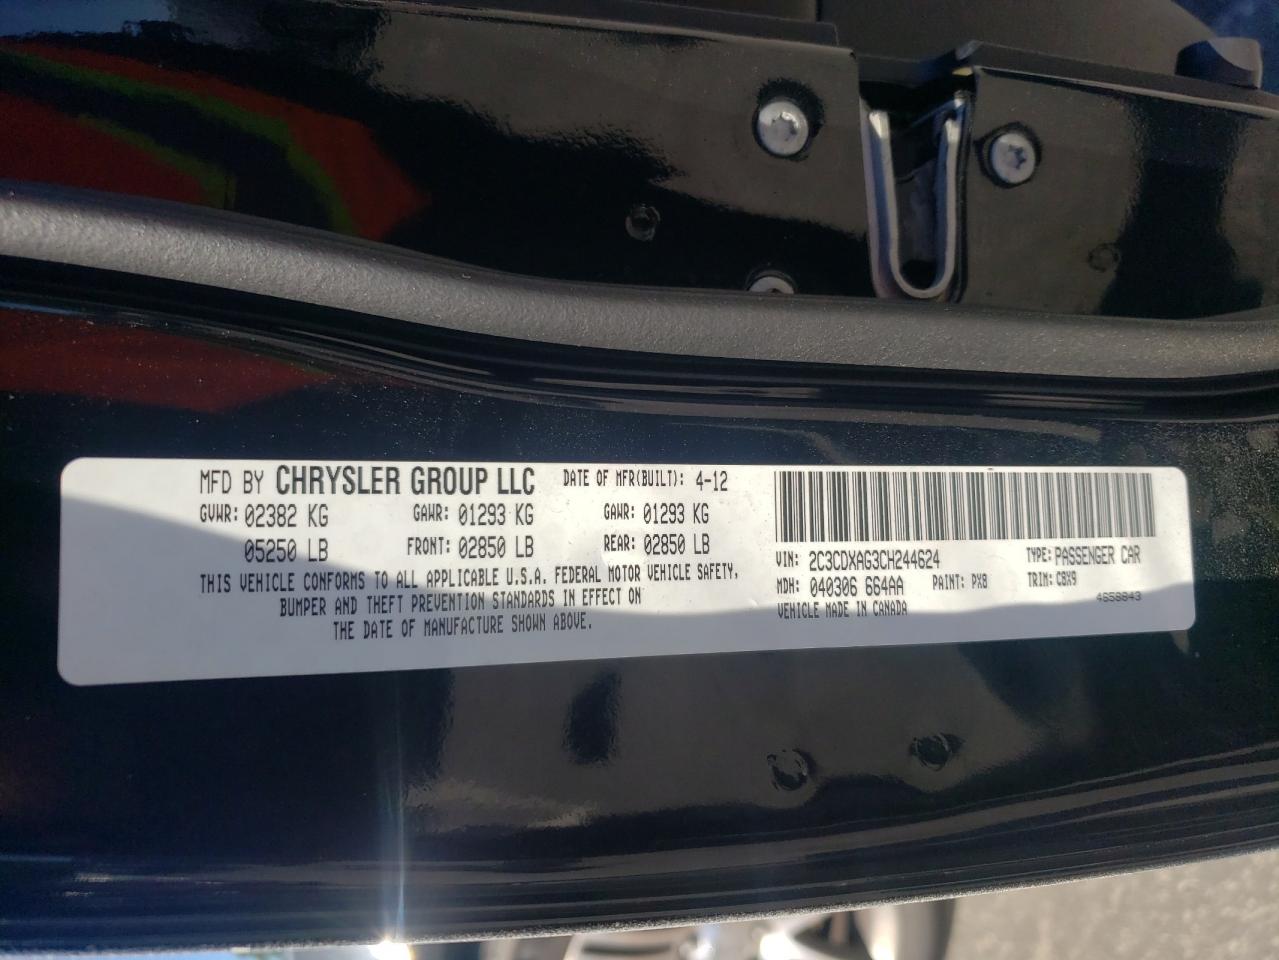 MFD BY CHRYSLER GROUP LLC DATE OF MFR(BUILT): 4-12
GVWR: 02382 KG GAWR: 01293 KG GAWR: 01293 KG
05250 LB FRONT: 02850 LB REAR: 02850 LB
THIS VEHICLE CONFORMS TO ALL APPLICABLE U.S.A. FEDERAL MOTOR VEHICLE SAFETY,
BUMPER AND THEFT PREVENTION STANDARDS IN EFFECT ON
THE DATE OF MANUFACTURE SHOWN ABOVE.
VIN: 2C3CDXAG3CH244624 TYPE: PASSENGER CAR
MDH: 040306 664AA PAINT: PX8 TRIM: C8X9
VEHICLE MADE IN CANADA 4658843